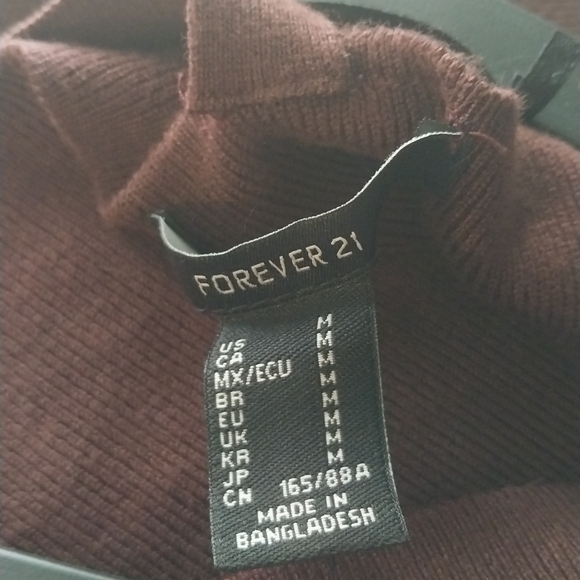 FOREVER 21
US M
CA M
MX/ECU M
BR M
EU M
UK M
KR M
JP M
CN 165/88A
MADE IN
BANGLADESH